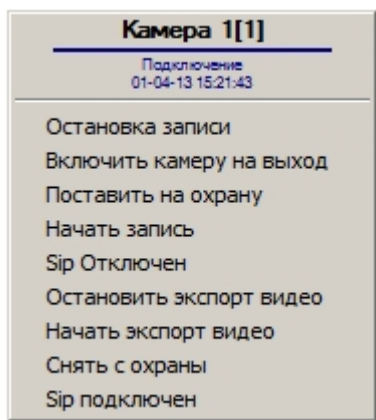 Камера 1[1]
Подключение
01-04-13 15:21:43
Остановка записи
Включить камеру на выход
Поставить на охрану
Начать запись
Sip Отключен
Остановить экспорт видео
Начать экспорт видео
Снять с охраны
Sip подключен